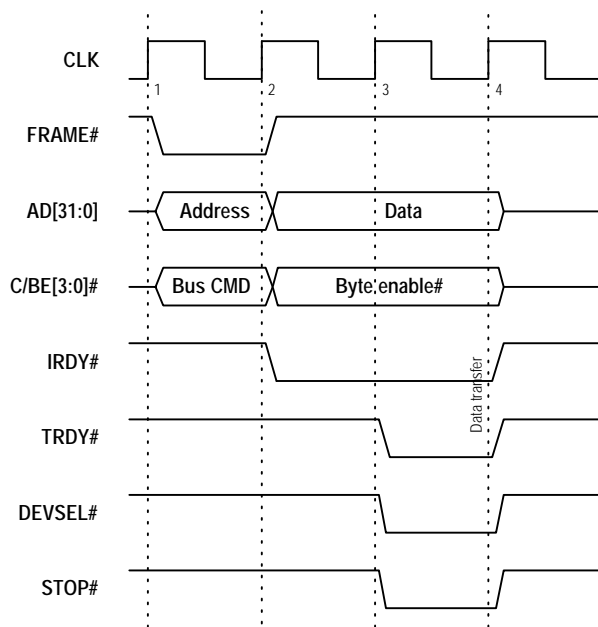 CLK
1 2 3 4
FRAME#
AD[31:0] Address Data
C/BE[3:0]# Bus CMD Byte enable#
IRDY#
Data transfer
TRDY#
DEVSEL#
STOP#